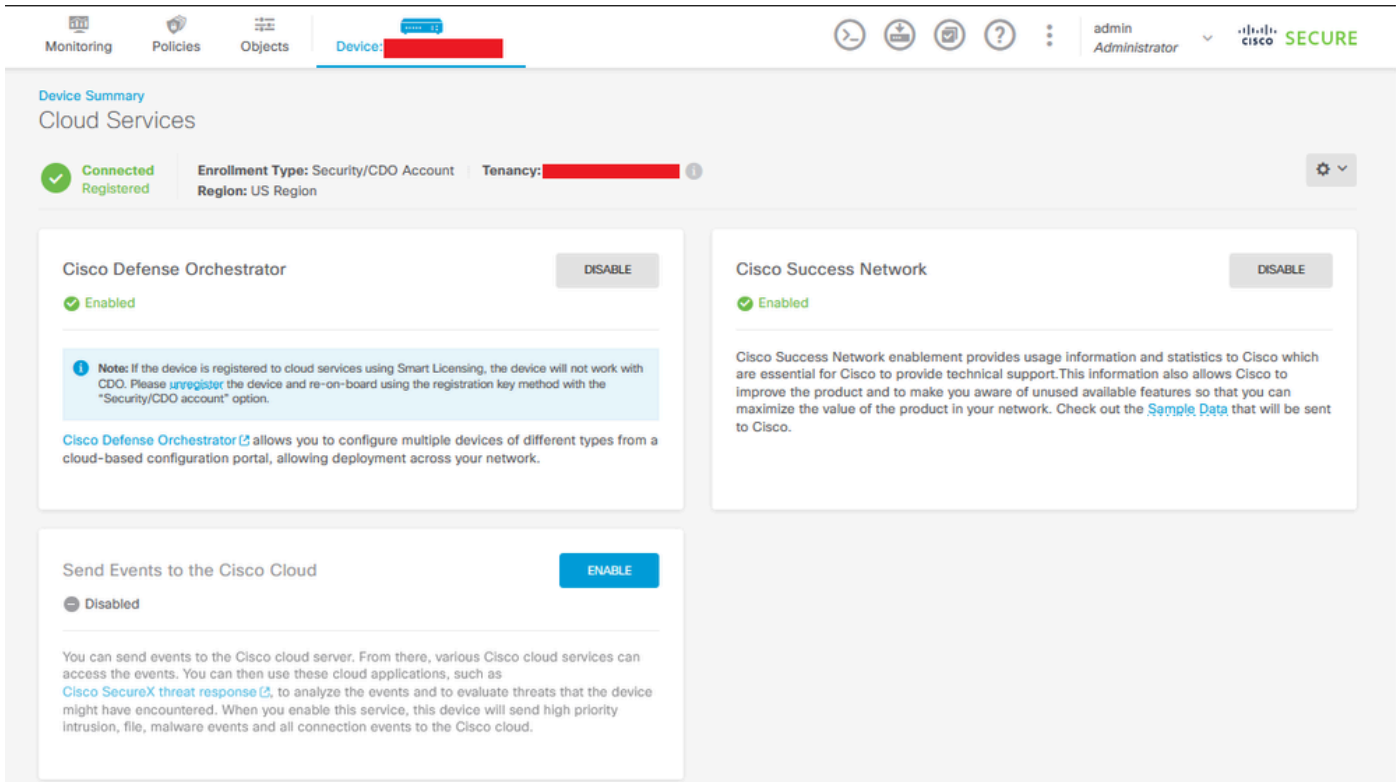 Monitoring
Policies
Objects
Device:
admin
Administrator
cisco SECURE
Device Summary
Cloud Services
Connected
Registered
Enrollment Type: Security/CDO Account
Tenancy:
Region: US Region
Cisco Defense Orchestrator
DISABLE
Enabled
Note: If the device is registered to cloud services using Smart Licensing, the device will not work with
CDO. Please unregister the device and re-on-board using the registration key method with the
"Security/CDO account" option.
Cisco Defense Orchestrator allows you to configure multiple devices of different types from a
cloud-based configuration portal, allowing deployment across your network.
Cisco Success Network
DISABLE
Enabled
Cisco Success Network enablement provides usage information and statistics to Cisco which
are essential for Cisco to provide technical support.This information also allows Cisco to
improve the product and to make you aware of unused available features so that you can
maximize the value of the product in your network. Check out the Sample Data that will be sent
to Cisco.
Send Events to the Cisco Cloud
ENABLE
Disabled
You can send events to the Cisco cloud server. From there, various Cisco cloud services can
access the events. You can then use these cloud applications, such as
Cisco SecureX threat response, to analyze the events and to evaluate threats that the device
might have encountered. When you enable this service, this device will send high priority
intrusion, file, malware events and all connection events to the Cisco cloud.